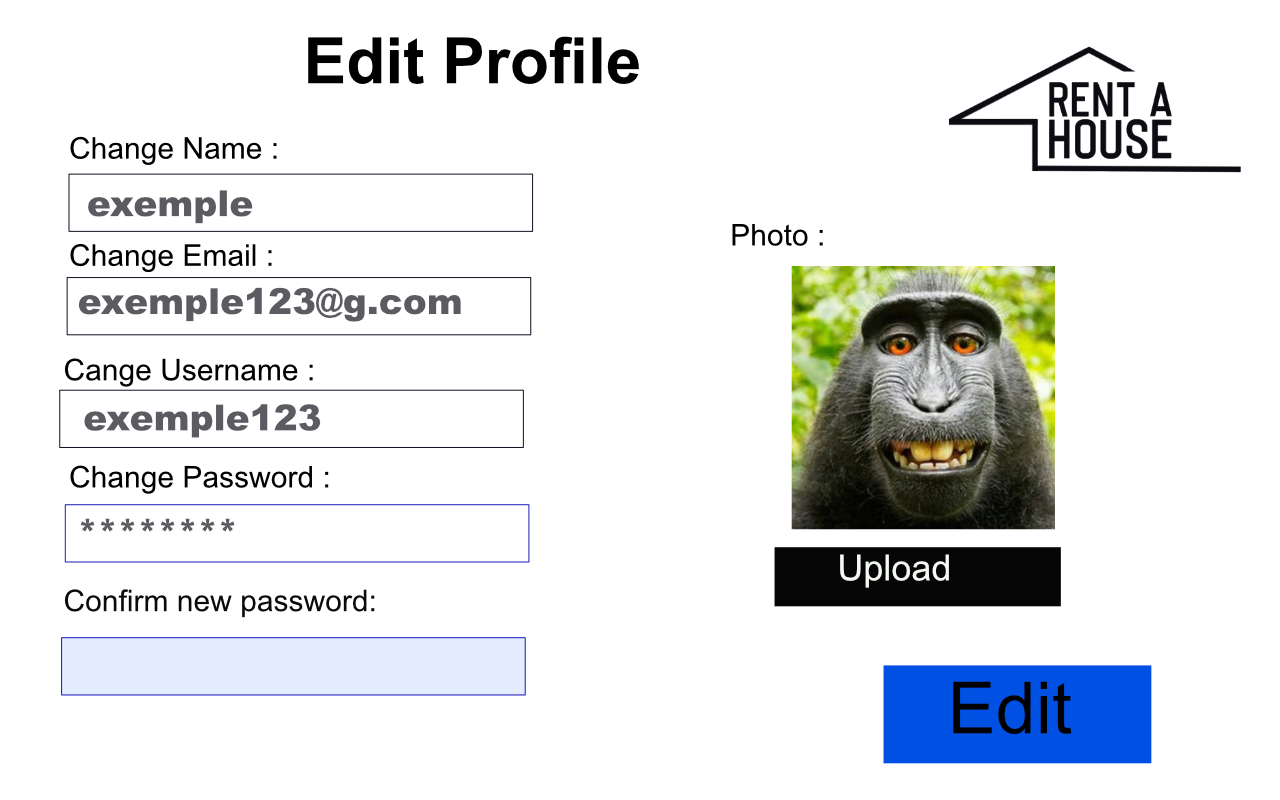 Edit Profile
RENT A
HOUSE
Change Name :
exemple
Change Email :
exemple123@g.com
Cange Username :
exemple123
Change Password :
********
Confirm new password:
Photo :
Upload
Edit